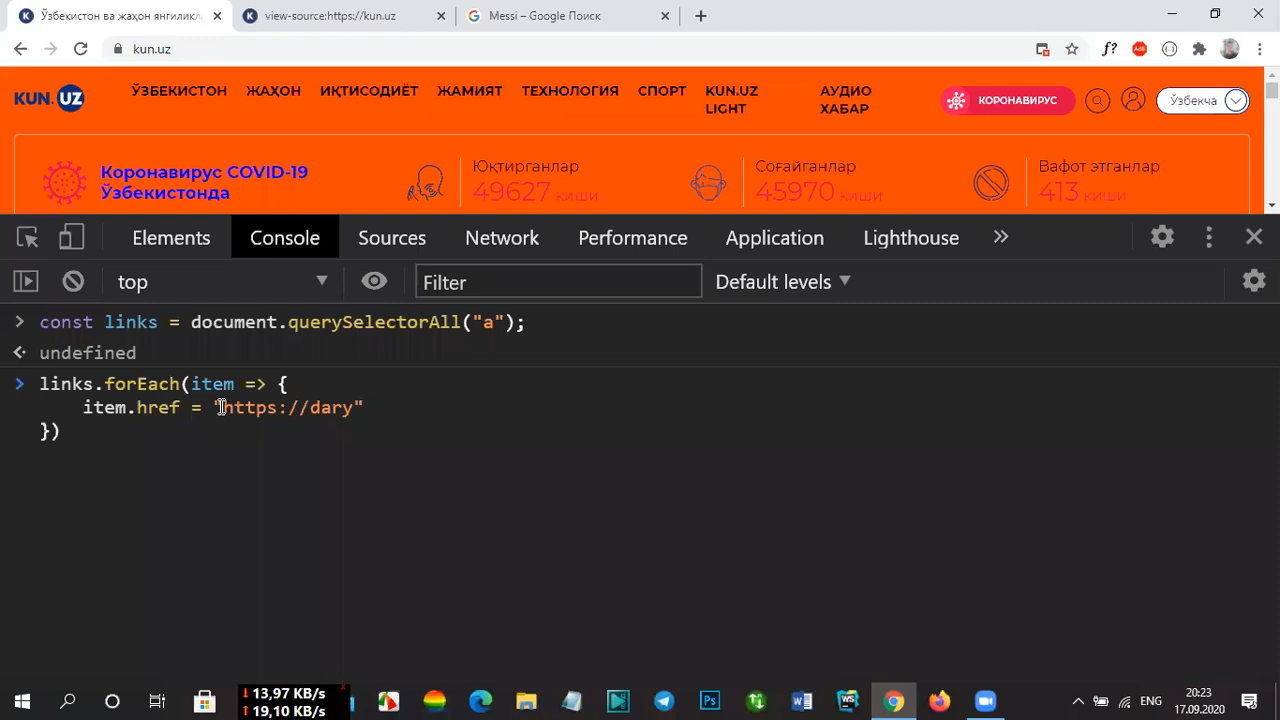 Ўзбекистон ва жаҳон янгилик
view-source:https://kun.uz
Messi – Google Поиск
kun.uz
KUN.UZ
ЎЗБЕКИСТОН
ЖАҲОН
ИҚТИСОДИЁТ
ЖАМИЯТ
ТЕХНОЛОГИЯ
СПОРТ
KUN.UZ
LIGHT
АУДИО
ХАБАР
КОРОНАВИРУС
Ўзбекча
Коронавирус COVID-19
Ўзбекистонда
Юқтирганлар
49627 киши
Соғайганлар
45970 киши
Вафот этганлар
413 киши
Elements
Console
Sources
Network
Performance
Application
Lighthouse
top
Filter
Default levels
const links = document.querySelectorAll("a");
undefined
links.forEach(item => {
item.href = "https://dary"
})
13,97 KB/s
19,10 KB/s
ENG
20:23
17.09.2020